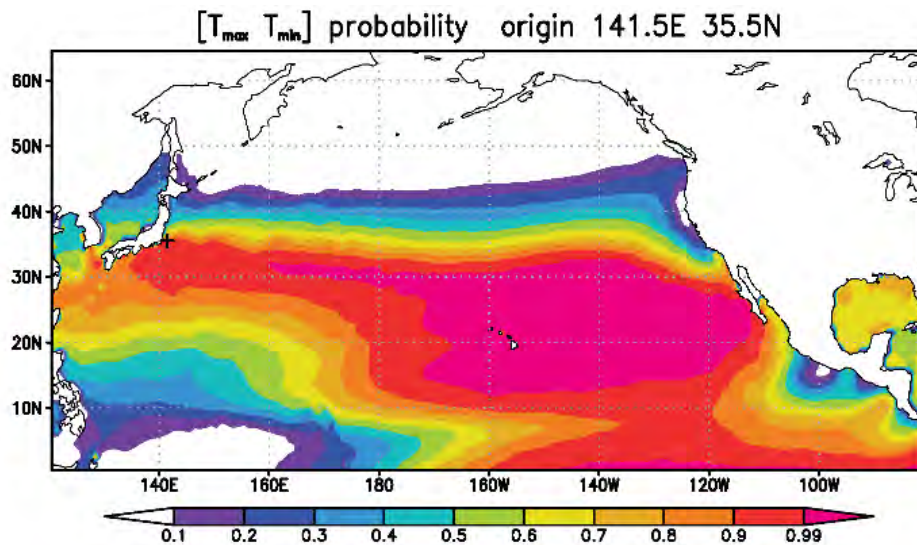 [Tmax Tmin] probability origin 141.5E 35.5N
60N
50N
40N
30N
20N
10N
140E 160E 180 160W 140W 120W 100W
0.1 0.2 0.3 0.4 0.5 0.6 0.7 0.8 0.9 0.99